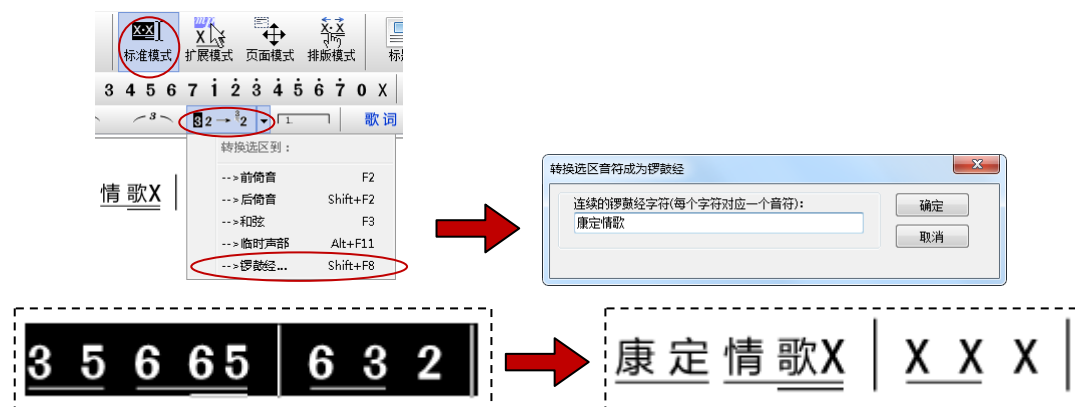 标准模式 扩展模式 页面模式 排版模式
3 4 5 6 7 1 2 3 4 5 6 7 0 X
3 32→32 1. 歌词
转换选区到：
情歌X
-->前倚音 F2
-->后倚音 Shift+F2
-->和弦 F3
-->临时声部 Alt+F11
-->锣鼓经... Shift+F8
转换选区音符成为锣鼓经
连续的锣鼓经字符(每个字符对应一个音符):
康定情歌
确定
取消
3 5 6 65 | 6 3 2 |
康定情歌X | X X X |